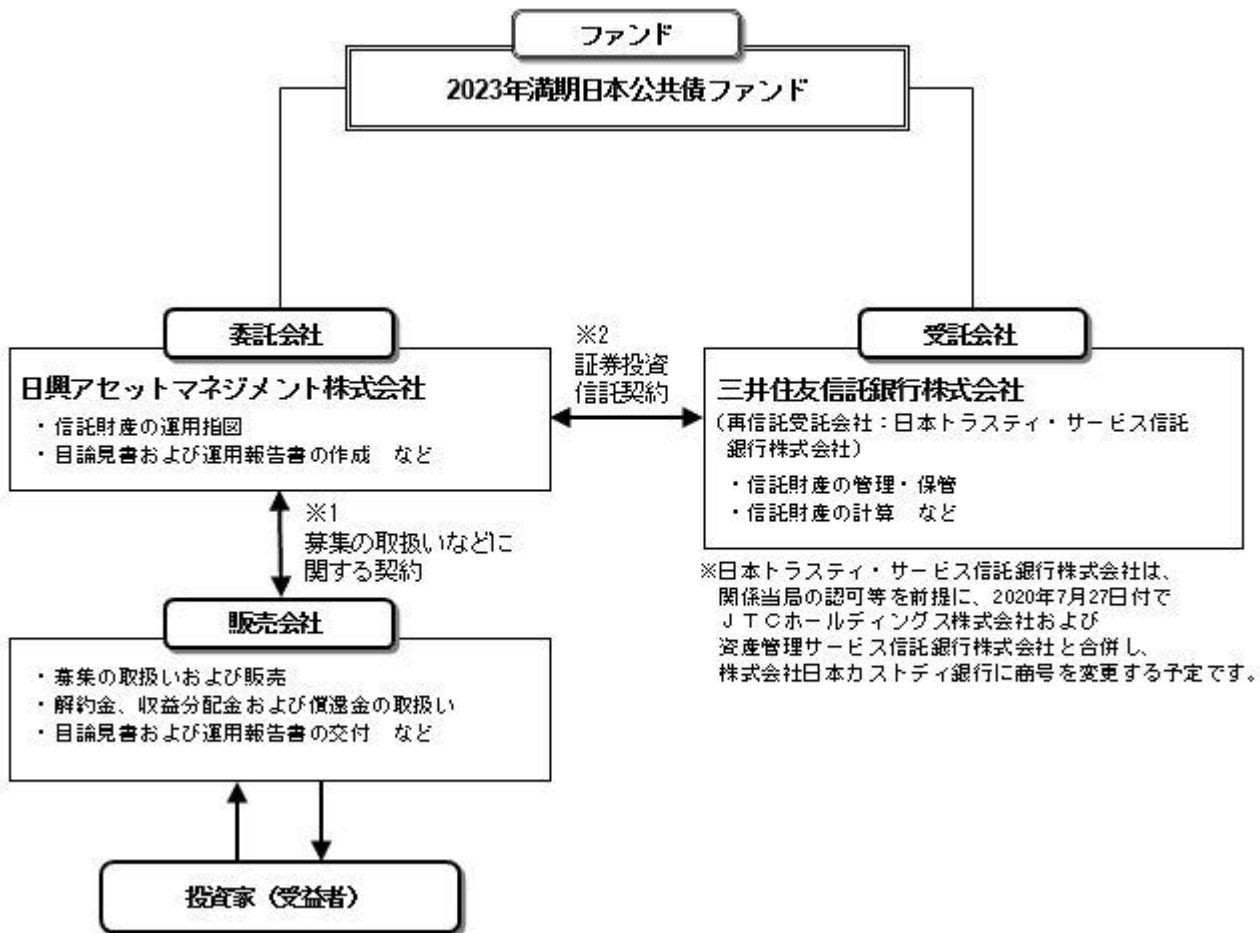 ファンド
2023年満期日本公共債ファンド
委託会社
日興アセットマネジメント株式会社
・信託財産の運用指図
・目論見書および運用報告書の作成　など
※2
証券投資
信託契約
受託会社
三井住友信託銀行株式会社
(再信託受託会社：日本トラスティ・サービス信託
銀行株式会社)
・信託財産の管理・保管
・信託財産の計算　など
※1
募集の取扱いなどに
関する契約
※日本トラスティ・サービス信託銀行株式会社は、
関係当局の認可等を前提に、2020年7月27日付で
ＪＴＣホールディングス株式会社および
資産管理サービス信託銀行株式会社と合併し、
株式会社日本カストディ銀行に商号を変更する予定です。
販売会社
・募集の取扱いおよび販売
・解約金、収益分配金および償還金の取扱い
・目論見書および運用報告書の交付　など
投資家（受益者）